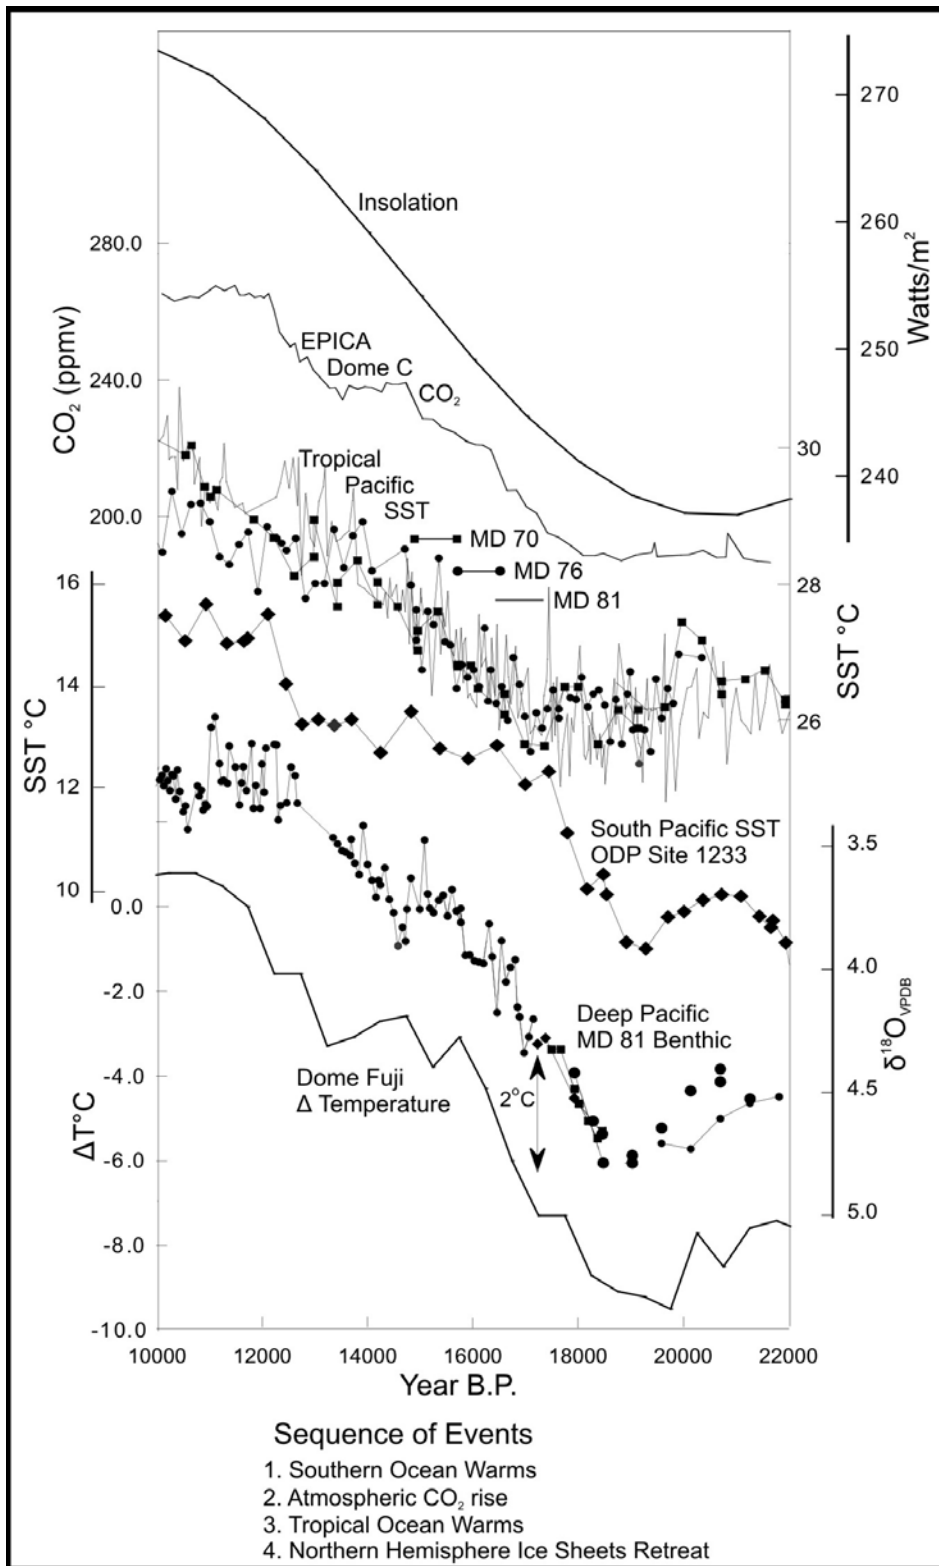 270
Insolation
260
280.0
Watts/m²
250
EPICA
Dome C
CO₂
240.0
CO₂ (ppmv)
30
240
Tropical
Pacific
SST
200.0
MD 70
MD 76
MD 81
16
28
SST °C
14
26
SST °C
12
South Pacific SST
ODP Site 1233
3.5
10
0.0
4.0
-2.0
Deep Pacific
MD 81 Benthic
δ¹⁸O VPDB
Dome Fuji
Δ Temperature
2°C
-4.0
4.5
ΔT°C
-6.0
5.0
-8.0
-10.0
10000 12000 14000 16000 18000 20000 22000
Year B.P.
Sequence of Events
1. Southern Ocean Warms
2. Atmospheric CO₂ rise
3. Tropical Ocean Warms
4. Northern Hemisphere Ice Sheets Retreat